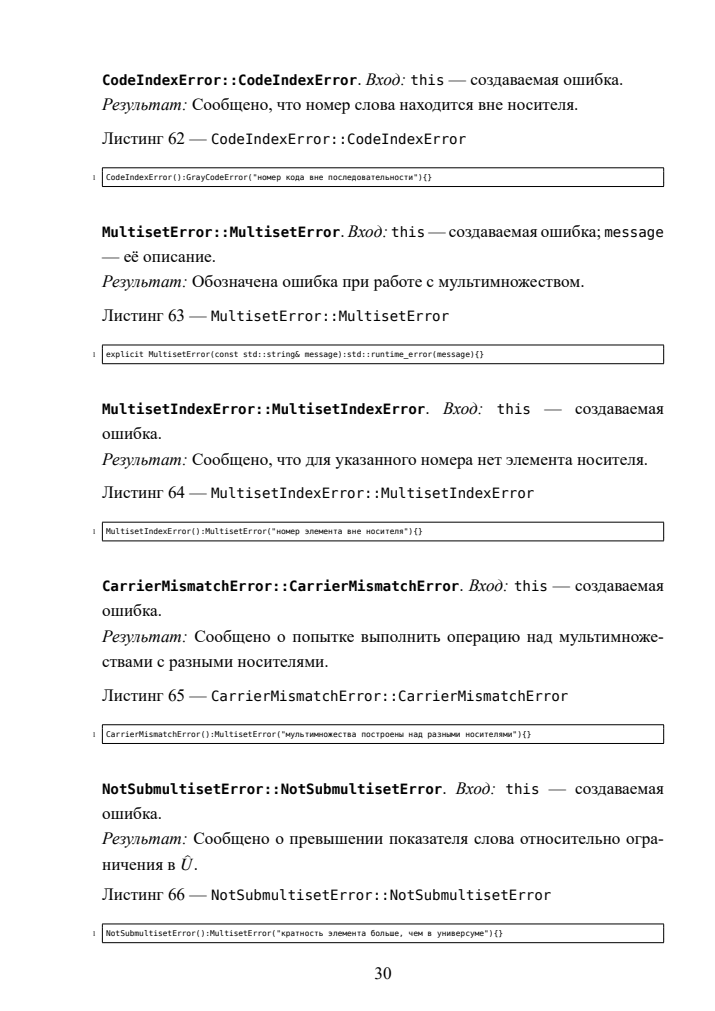 CodeIndexError::CodeIndexError. Вход: this — создаваемая ошибка.
Результат: Сообщено, что номер слова находится вне носителя.
Листинг 62 — CodeIndexError::CodeIndexError
1 CodeIndexError():GrayCodeError("номер кода вне последовательности"){}
MultisetError::MultisetError. Вход: this — создаваемая ошибка; message
— её описание.
Результат: Обозначена ошибка при работе с мультимножеством.
Листинг 63 — MultisetError::MultisetError
1 explicit MultisetError(const std::string& message):std::runtime_error(message){}
MultisetIndexError::MultisetIndexError. Вход: this — создаваемая
ошибка.
Результат: Сообщено, что для указанного номера нет элемента носителя.
Листинг 64 — MultisetIndexError::MultisetIndexError
1 MultisetIndexError():MultisetError("номер элемента вне носителя"){}
CarrierMismatchError::CarrierMismatchError. Вход: this — создаваемая
ошибка.
Результат: Сообщено о попытке выполнить операцию над мультимноже-
ствами с разными носителями.
Листинг 65 — CarrierMismatchError::CarrierMismatchError
1 CarrierMismatchError():MultisetError("мультимножества построены над разными носителями"){}
NotSubmultisetError::NotSubmultisetError. Вход: this — создаваемая
ошибка.
Результат: Сообщено о превышении показателя слова относительно огра-
ничения в Û.
Листинг 66 — NotSubmultisetError::NotSubmultisetError
1 NotSubmultisetError():MultisetError("кратность элемента больше, чем в универсуме"){}
30